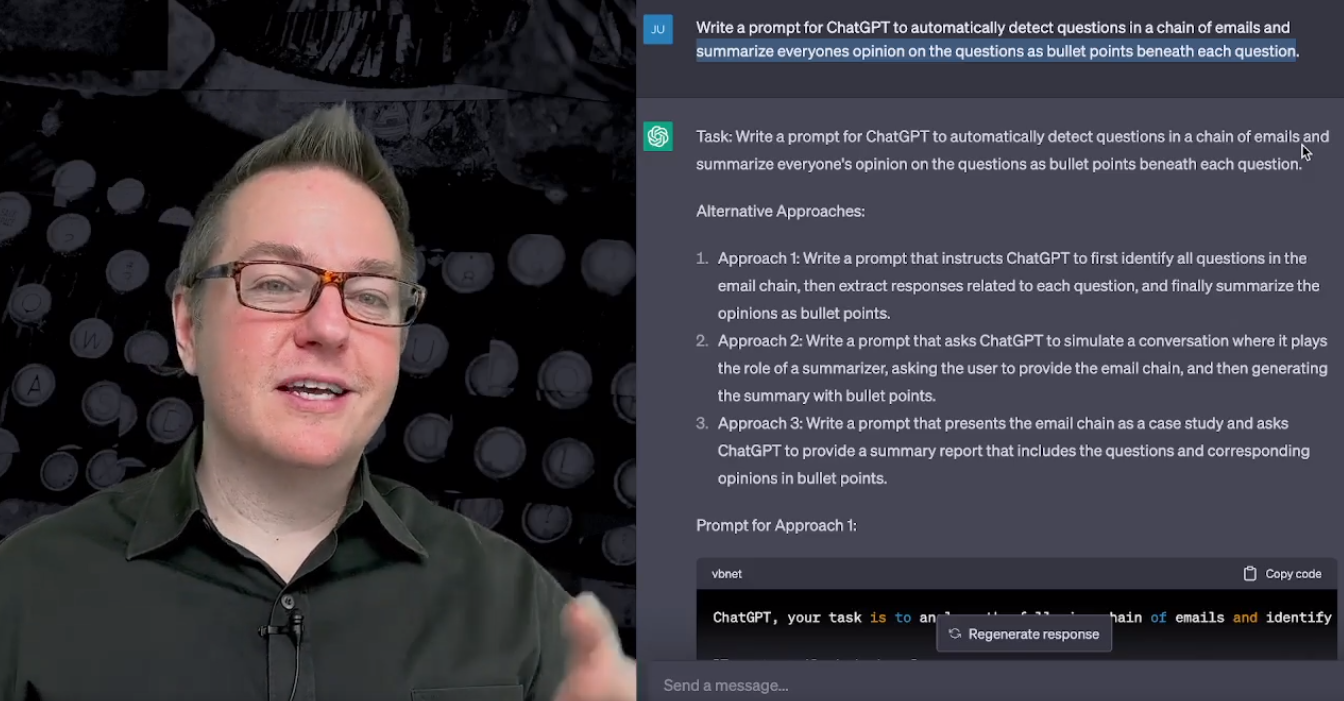 JU
Write a prompt for ChatGPT to automatically detect questions in a chain of emails and
summarize everyones opinion on the questions as bullet points beneath each question.
Task: Write a prompt for ChatGPT to automatically detect questions in a chain of emails and
summarize everyone's opinion on the questions as bullet points beneath each question.
Alternative Approaches:
1. Approach 1: Write a prompt that instructs ChatGPT to first identify all questions in the
email chain, then extract responses related to each question, and finally summarize the
opinions as bullet points.
2. Approach 2: Write a prompt that asks ChatGPT to simulate a conversation where it plays
the role of a summarizer, asking the user to provide the email chain, and then generating
the summary with bullet points.
3. Approach 3: Write a prompt that presents the email chain as a case study and asks
ChatGPT to provide a summary report that includes the questions and corresponding
opinions in bullet points.
Prompt for Approach 1:
vbnet Copy code
ChatGPT, your task is to of emails and identify
Regenerate response
Send a message...